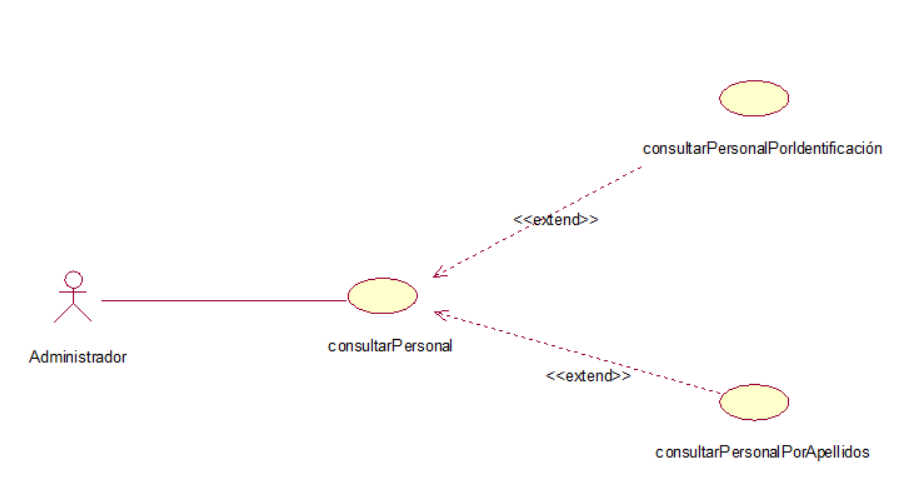 consultarPersonalPorIdentificación
<<extend>>
consultarPersonal
Administrador
<<extend>>
consultarPersonalPorApellidos